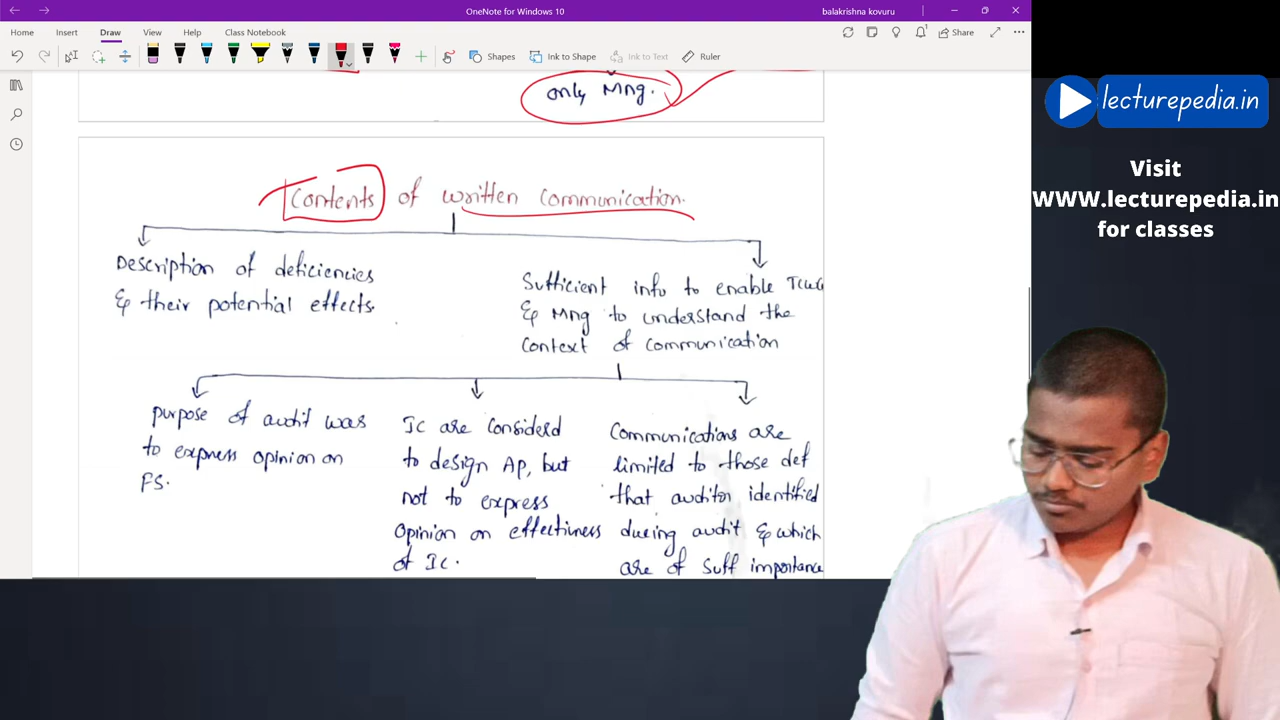 OneNote for Windows 10
balakrishna kovuru
Home Insert Draw View Help Class Notebook
Share
Shapes Ink to Shape Ink to Text Ruler
only Mng.
lecturepedia.in
Visit
WWW.lecturepedia.in
for classes
Contents of written communication.
Description of deficiencies
& their potential effects.
Sufficient info to enable TCWG
& Mng to understand the
context of communication
purpose of audit was
to express opinion on
FS.
IC are considerd
to design AP, but
not to express
opinion on effectiveness
of IC.
Communications are
limited to those def
that auditor identified
during audit & which
are of suff importance